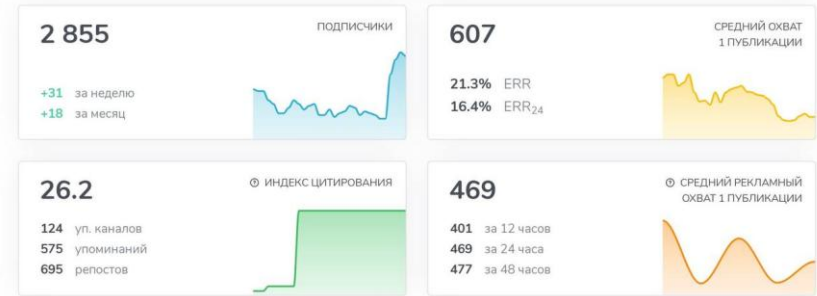 2 855
ПОДПИСЧИКИ
+31 за неделю
+18 за месяц
607
СРЕДНИЙ ОХВАТ
1 ПУБЛИКАЦИИ
21.3% ERR
16.4% ERR24
26.2
ИНДЕКС ЦИТИРОВАНИЯ
124 уп. каналов
575 упоминаний
695 репостов
469
СРЕДНИЙ РЕКЛАМНЫЙ
ОХВАТ 1 ПУБЛИКАЦИИ
401 за 12 часов
469 за 24 часа
477 за 48 часов